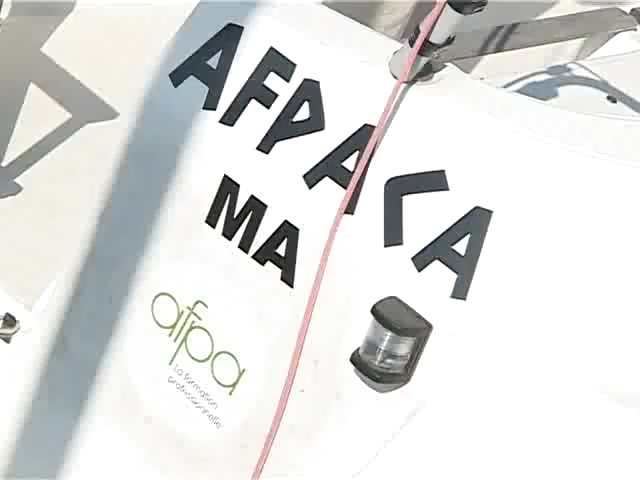 AFPACA
MA
afpa
La formation
professionnelle